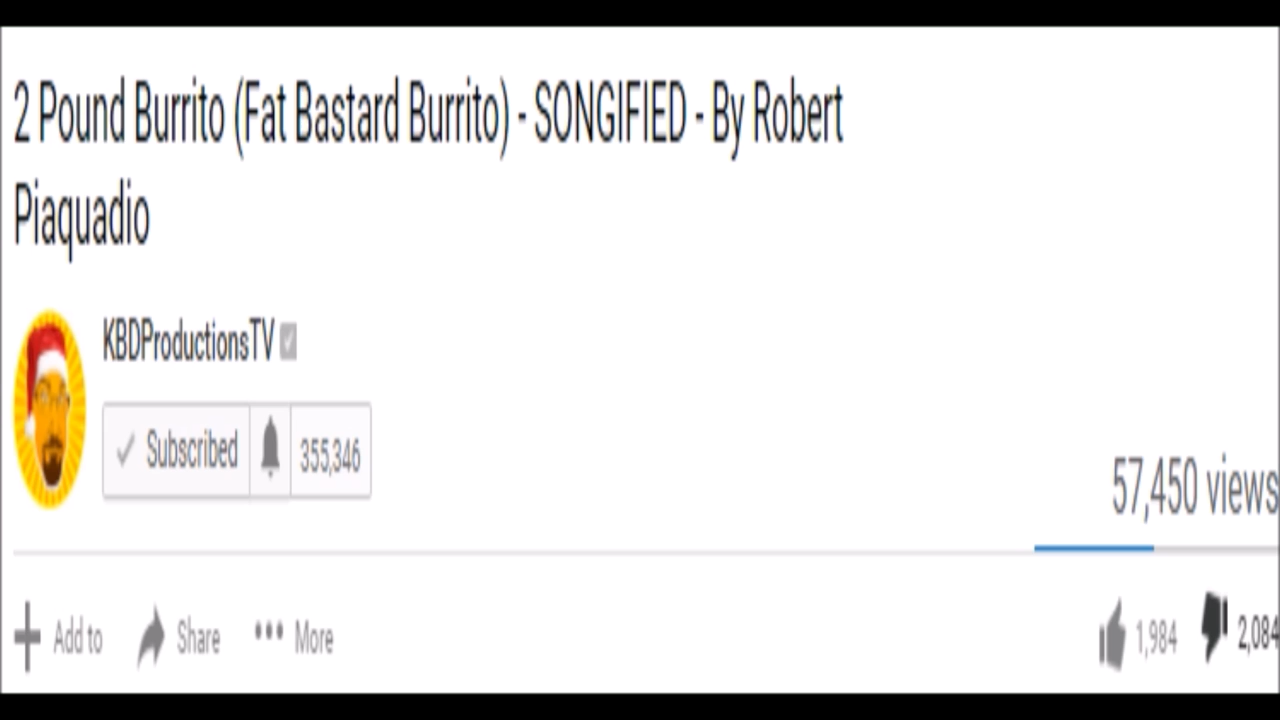 2 Pound Burrito (Fat Bastard Burrito) - SONGIFIED - By Robert
Piaquadio
KBDProductionsTV
Subscribed 355,346
57,450 views
Add to Share More 1,984 2,084